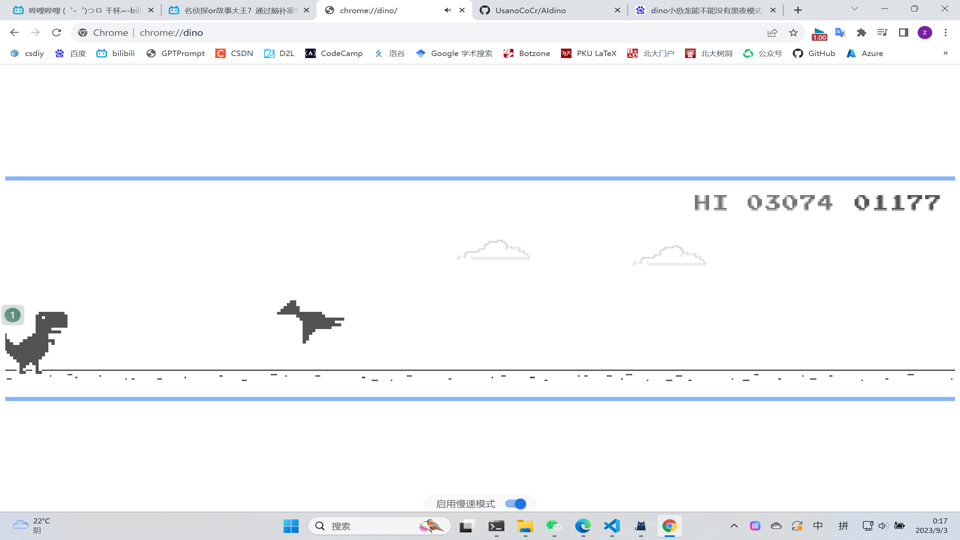 哔哩哔哩 (゜-゜)つロ 干杯~-bili
名侦探or故事大王？通过脑补案
chrome://dino/
UsanoCoCr/AIdino
dino小恐龙能不能没有黑夜模式
Chrome | chrome://dino
1.00
z
csdiy
百度
bilibili
GPTPrompt
CSDN
D2L
CodeCamp
洛谷
Google 学术搜索
Botzone
PKU LaTeX
北大门户
北大树洞
公众号
GitHub
Azure
»
HI 03074 01177
1
启用慢速模式
22°C
阴
搜索
中
拼
0:17
2023/9/3